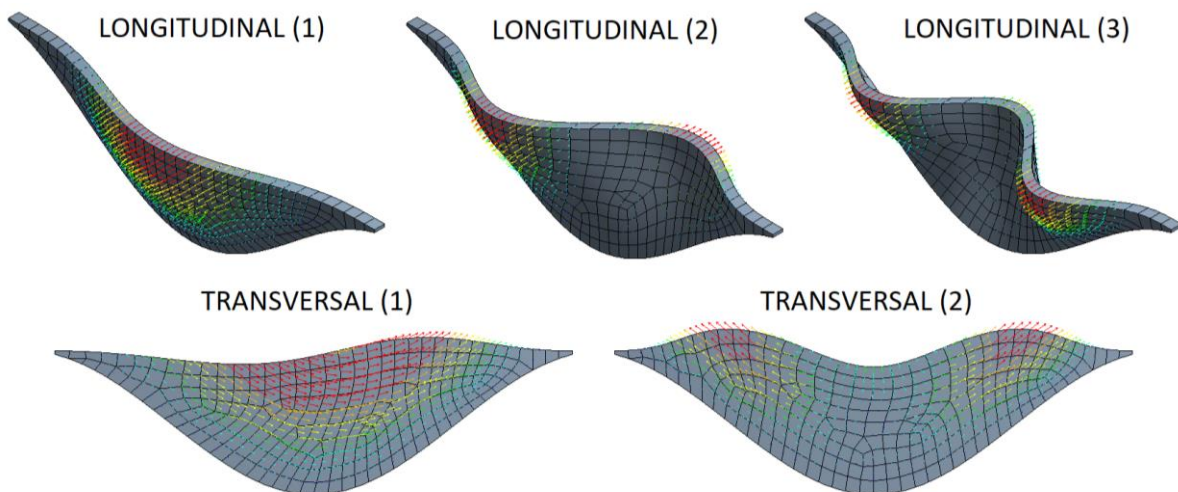 LONGITUDINAL (1)
LONGITUDINAL (2)
LONGITUDINAL (3)
TRANSVERSAL (1)
TRANSVERSAL (2)